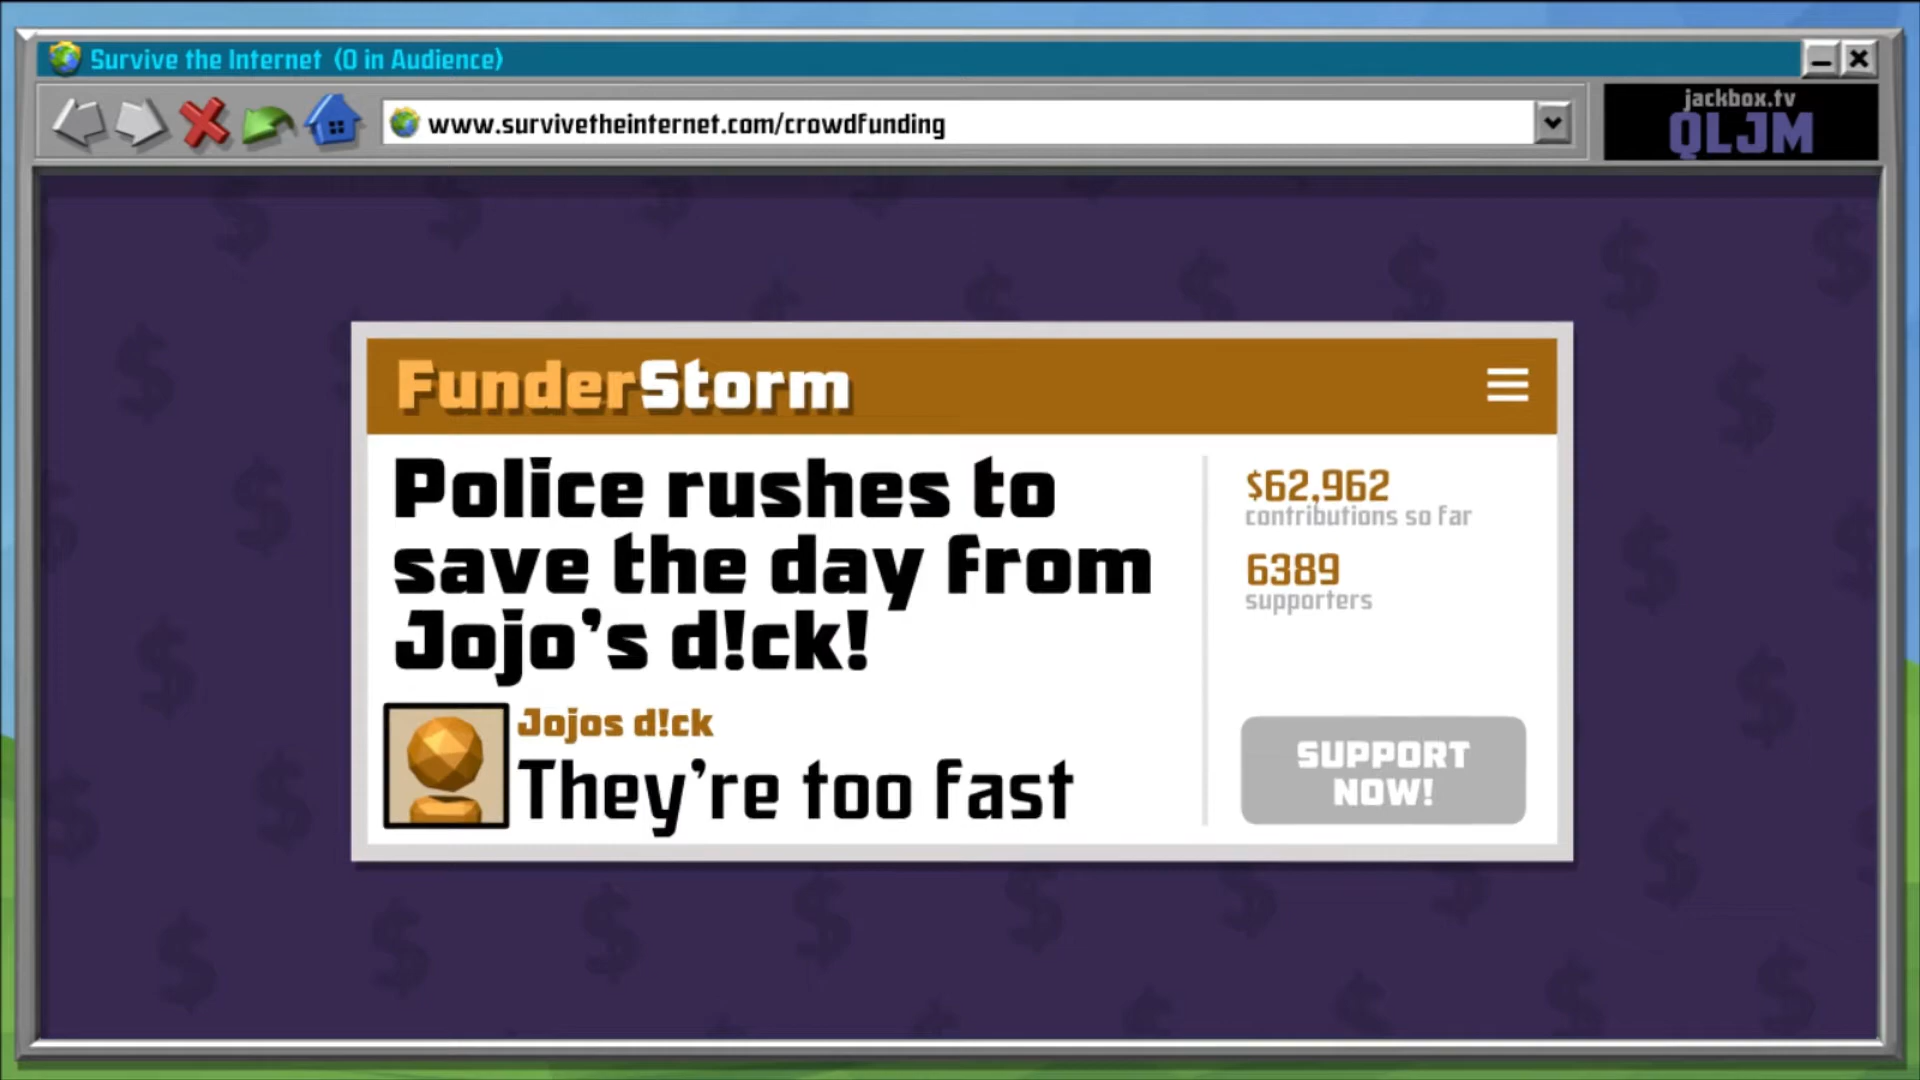 Survive the Internet (0 in Audience)
www.survivetheinternet.com/crowdfunding
jackbox.tv
QLJM
FunderStorm
Police rushes to
save the day from
Jojo's d!ck!
Jojos d!ck
They're too fast
$62,962
contributions so far
6389
supporters
SUPPORT
NOW!